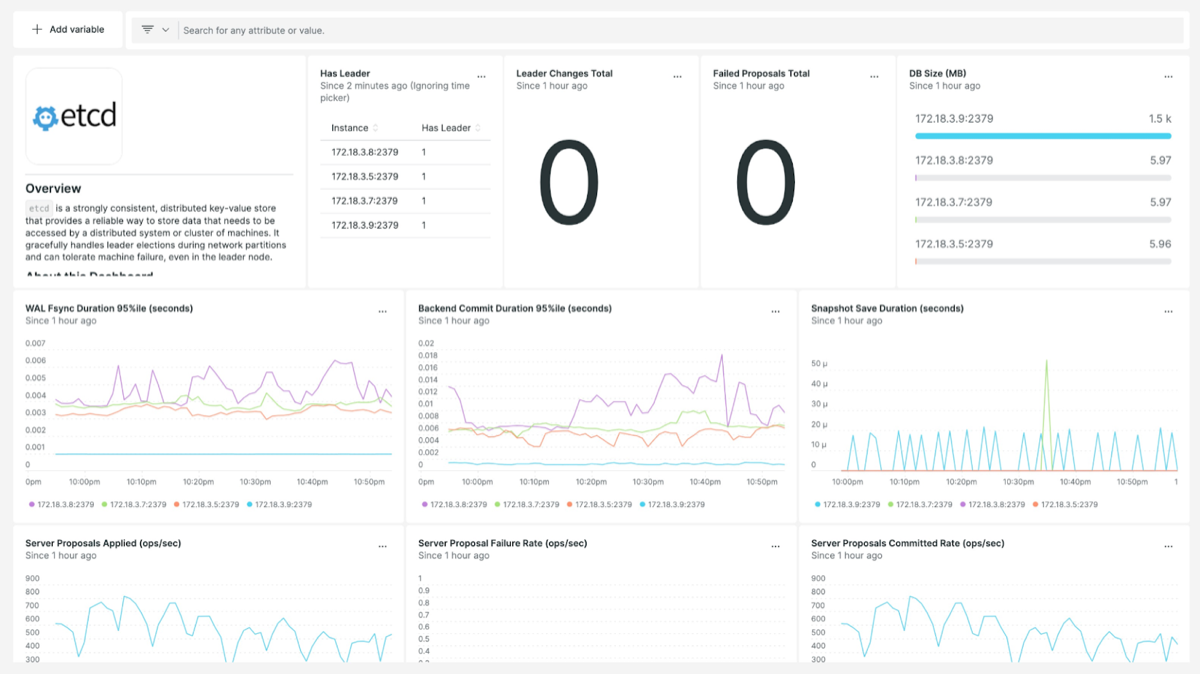 + Add variable
Search for any attribute or value.
etcd
Overview
etcd is a strongly consistent, distributed key-value store
that provides a reliable way to store data that needs to be
accessed by a distributed system or cluster of machines. It
gracefully handles leader elections during network partitions
and can tolerate machine failure, even in the leader node.
About this Dashboard
Has Leader
Since 2 minutes ago (Ignoring time
picker)
Instance Has Leader
172.18.3.8:2379 1
172.18.3.5:2379 1
172.18.3.7:2379 1
172.18.3.9:2379 1
Leader Changes Total
Since 1 hour ago
0
Failed Proposals Total
Since 1 hour ago
0
DB Size (MB)
Since 1 hour ago
172.18.3.9:2379 1.5 k
172.18.3.8:2379 5.97
172.18.3.7:2379 5.97
172.18.3.5:2379 5.96
WAL Fsync Duration 95%ile (seconds)
Since 1 hour ago
0.007
0.006
0.005
0.004
0.003
0.002
0.001
0
0pm 10:00pm 10:10pm 10:20pm 10:30pm 10:40pm 10:50pm
172.18.3.8:2379 172.18.3.7:2379 172.18.3.5:2379 172.18.3.9:2379
Backend Commit Duration 95%ile (seconds)
Since 1 hour ago
0.02
0.018
0.016
0.014
0.012
0.01
0.008
0.006
0.004
0.002
0
0pm 10:00pm 10:10pm 10:20pm 10:30pm 10:40pm 10:50pm
172.18.3.8:2379 172.18.3.7:2379 172.18.3.5:2379 172.18.3.9:2379
Snapshot Save Duration (seconds)
Since 1 hour ago
50 µ
40 µ
30 µ
20 µ
10 µ
0
10:00pm 10:10pm 10:20pm 10:30pm 10:40pm 10:50pm 1
172.18.3.9:2379 172.18.3.7:2379 172.18.3.8:2379 172.18.3.5:2379
Server Proposals Applied (ops/sec)
Since 1 hour ago
900
800
700
600
500
400
300
Server Proposal Failure Rate (ops/sec)
Since 1 hour ago
1
0.9
0.8
0.7
0.6
0.5
0.4
Server Proposals Committed Rate (ops/sec)
Since 1 hour ago
900
800
700
600
500
400
300